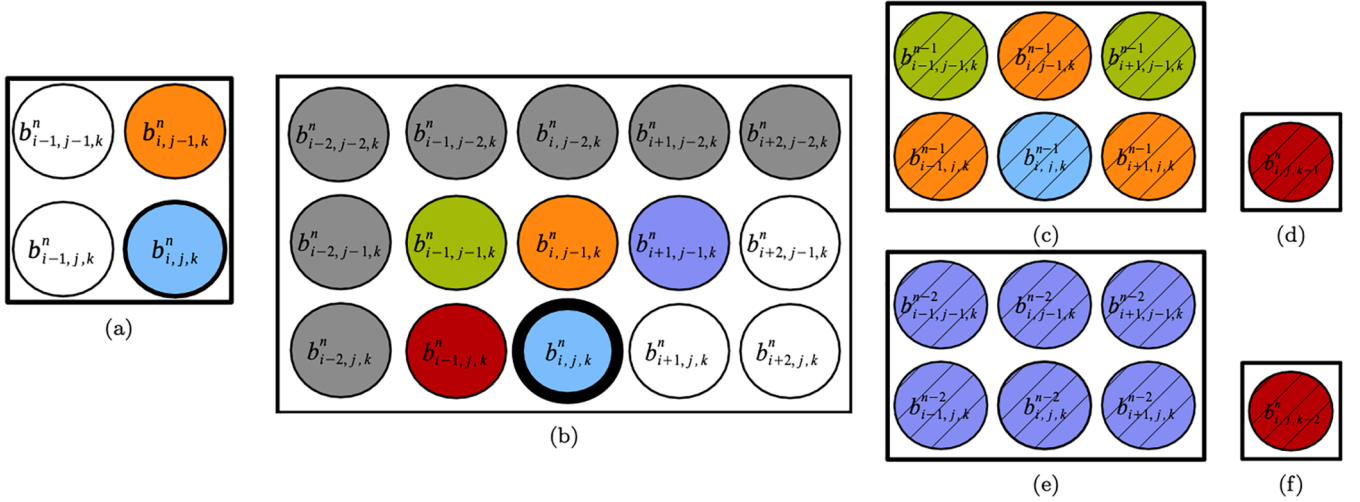 b^n_{i−1, j−1, k} b^n_{i, j−1, k}
b^n_{i−1, j, k} b^n_{i, j, k}
(a)
b^n_{i−2, j−2, k} b^n_{i−1, j−2, k} b^n_{i, j−2, k} b^n_{i+1, j−2, k} b^n_{i+2, j−2, k}
b^n_{i−2, j−1, k} b^n_{i−1, j−1, k} b^n_{i, j−1, k} b^n_{i+1, j−1, k} b^n_{i+2, j−1, k}
b^n_{i−2, j, k} b^n_{i−1, j, k} b^n_{i, j, k} b^n_{i+1, j, k} b^n_{i+2, j, k}
(b)
b^{n−1}_{i−1, j−1, k} b^{n−1}_{i, j−1, k} b^{n−1}_{i+1, j−1, k}
b^{n−1}_{i−1, j, k} b^{n−1}_{i, j, k} b^{n−1}_{i+1, j, k}
(c)
b^n_{i, j, k−1}
(d)
b^{n−2}_{i−1, j−1, k} b^{n−2}_{i, j−1, k} b^{n−2}_{i+1, j−1, k}
b^{n−2}_{i−1, j, k} b^{n−2}_{i, j, k} b^{n−2}_{i+1, j, k}
(e)
b^n_{i, j, k−2}
(f)